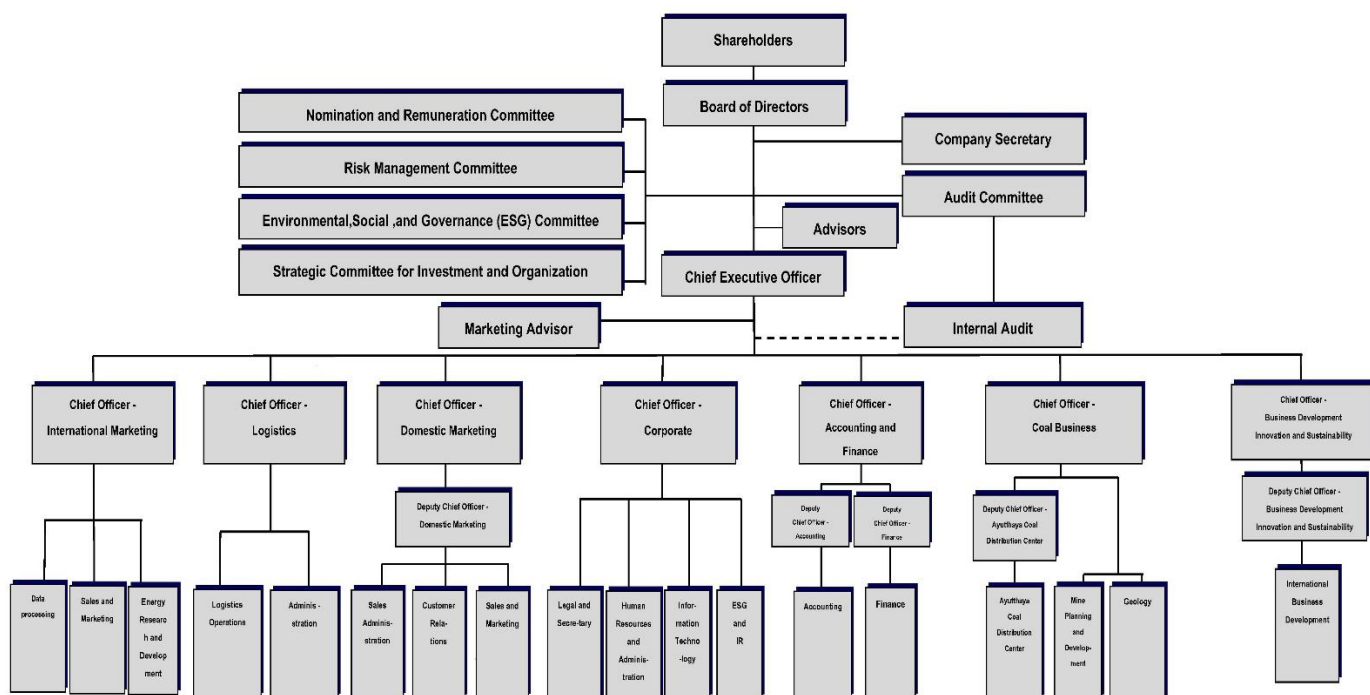 Shareholders
Board of Directors
Nomination and Remuneration Committee
Company Secretary
Risk Management Committee
Audit Committee
Environmental,Social ,and Governance (ESG) Committee
Advisors
Strategic Committee for Investment and Organization
Chief Executive Officer
Marketing Advisor
Internal Audit
Chief Officer -
International Marketing
Chief Officer -
Logistics
Chief Officer -
Domestic Marketing
Chief Officer -
Corporate
Chief Officer -
Accounting and
Finance
Chief Officer -
Coal Business
Chief Officer -
Business Development
Innovation and Sustainability
Deputy Chief Officer -
Domestic Marketing
Deputy
Chief Officer -
Accounting
Deputy
Chief Officer -
Finance
Deputy Chief Officer -
Ayutthaya Coal
Distribution Center
Deputy Chief Officer -
Business Development
Innovation and Sustainability
Data
processing
Sales and
Marketing
Energy
Researc
h and
Develop
ment
Logistics
Operations
Adminis -
stration
Sales
Adminis-
stration
Customer
Rela-
tions
Sales and
Marketing
Legal and
Secre-tary
Human
Resources
and
Adminis-
tration
Infor-
mation
Techno
-logy
ESG
and
IR
Accounting
Finance
Ayutthaya
Coal
Distribution
Center
Mine
Planning
and
Develop-
ment
Geology
International
Business
Development